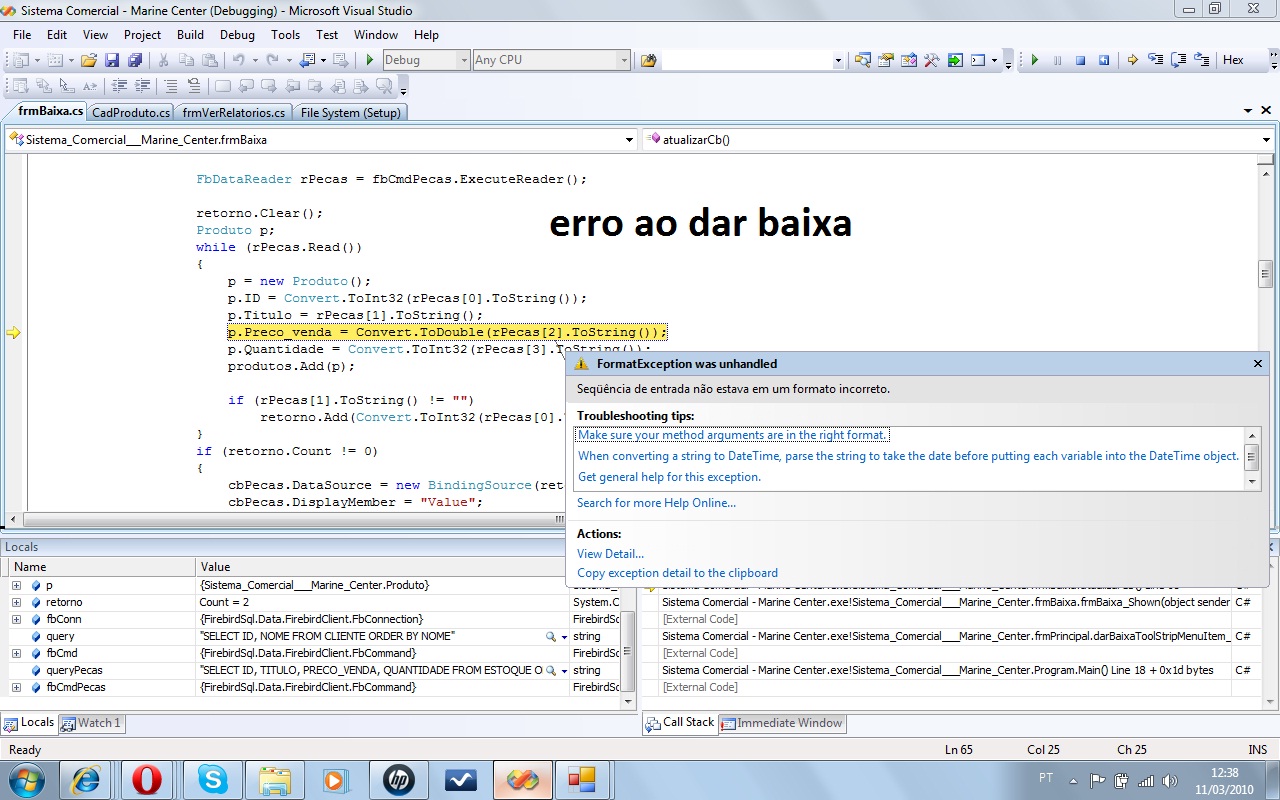 Sistema Comercial - Marine Center (Debugging) - Microsoft Visual Studio
File Edit View Project Build Debug Tools Test Window Help
Debug Any CPU Hex
frmBaixa.cs CadProduto.cs frmVerRelatorios.cs File System (Setup)
Sistema_Comercial___Marine_Center.frmBaixa atualizarCb()
FbDataReader rPecas = fbCmdPecas.ExecuteReader();
retorno.Clear();
erro ao dar baixa
Produto p;
while (rPecas.Read())
{
p = new Produto();
p.ID = Convert.ToInt32(rPecas[0].ToString());
p.Titulo = rPecas[1].ToString();
p.Preco_venda = Convert.ToDouble(rPecas[2].ToString());
p.Quantidade = Convert.ToInt32(rPecas[3].ToString());
produtos.Add(p);
if (rPecas[1].ToString() != "")
retorno.Add(Convert.ToInt32(rPecas[0].
}
if (retorno.Count != 0)
{
cbPecas.DataSource = new BindingSource(reto
cbPecas.DisplayMember = "Value";
FormatException was unhandled
Seqüência de entrada não estava em um formato incorreto.
Troubleshooting tips:
Make sure your method arguments are in the right format.
When converting a string to DateTime, parse the string to take the date before putting each variable into the DateTime object.
Get general help for this exception.
Search for more Help Online...
Actions:
View Detail...
Copy exception detail to the clipboard
Locals
Name Value
p {Sistema_Comercial___Marine_Center.Produto}
retorno Count = 2 System.C
fbConn {FirebirdSql.Data.FirebirdClient.FbConnection} FirebirdS
query "SELECT ID, NOME FROM CLIENTE ORDER BY NOME" string
fbCmd {FirebirdSql.Data.FirebirdClient.FbCommand} FirebirdS
queryPecas "SELECT ID, TITULO, PRECO_VENDA, QUANTIDADE FROM ESTOQUE O string
fbCmdPecas {FirebirdSql.Data.FirebirdClient.FbCommand} FirebirdS
Sistema Comercial - Marine Center.exe!Sistema_Comercial___Marine_Center.frmBaixa.frmBaixa_Shown(object sender C#
[External Code]
Sistema Comercial - Marine Center.exe!Sistema_Comercial___Marine_Center.frmPrincipal.darBaixaToolStripMenuItem_ C#
[External Code]
Sistema Comercial - Marine Center.exe!Sistema_Comercial___Marine_Center.Program.Main() Line 18 + 0x1d bytes C#
[External Code]
Locals Watch 1 Call Stack Immediate Window
Ready Ln 65 Col 25 Ch 25 INS
PT 12:38
11/03/2010